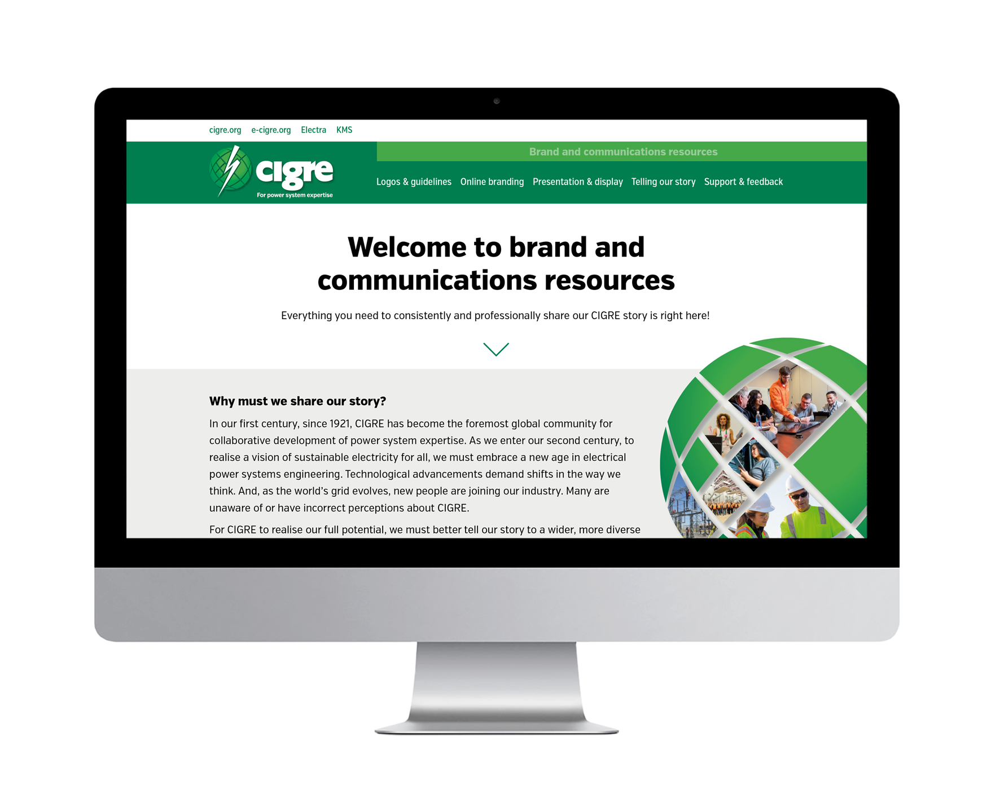 cigre.org e-cigre.org Electra KMS
Brand and communications resources
cigre
For power system expertise
Logos & guidelines Online branding Presentation & display Telling our story Support & feedback
Welcome to brand and
communications resources
Everything you need to consistently and professionally share our CIGRE story is right here!
Why must we share our story?
In our first century, since 1921, CIGRE has become the foremost global community for
collaborative development of power system expertise. As we enter our second century, to
realise a vision of sustainable electricity for all, we must embrace a new age in electrical
power systems engineering. Technological advancements demand shifts in the way we
think. And, as the world’s grid evolves, new people are joining our industry. Many are
unaware of or have incorrect perceptions about CIGRE.
For CIGRE to realise our full potential, we must better tell our story to a wider, more diverse